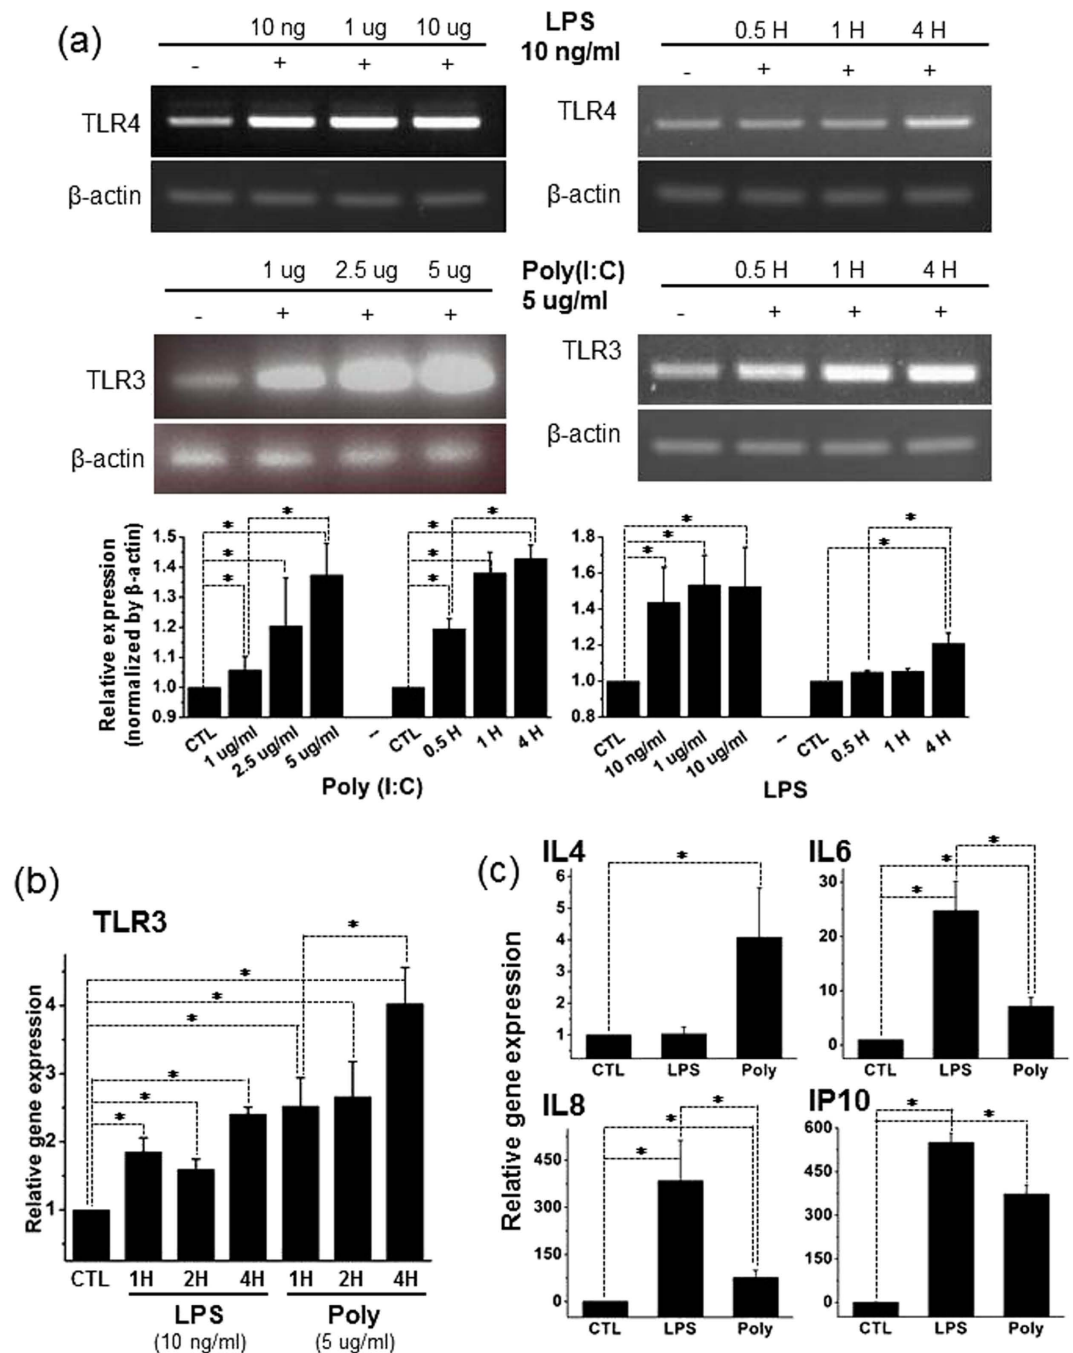 (a)
10 ng 1 ug 10 ug
- + + +
TLR4
β-actin
LPS
10 ng/ml
0.5 H 1 H 4 H
- + + +
TLR4
β-actin
1 ug 2.5 ug 5 ug
- + + +
TLR3
β-actin
Poly(I:C)
5 ug/ml
0.5 H 1 H 4 H
- + + +
TLR3
β-actin
Relative expression
(normalized by β-actin)
1.5
1.4
1.3
1.2
1.1
1.0
0.9
* * * * * * * *
CTL 1 ug/ml 2.5 ug/ml 5 ug/ml -- CTL 0.5 H 1 H 4 H
Poly (I:C)
1.8
1.6
1.4
1.2
1.0
0.8
* * * * *
CTL 10 ng/ml 1 ug/ml 10 ug/ml -- CTL 0.5 H 1 H 4 H
LPS
(b)
TLR3
Relative gene expression
4
3
2
1
* * * * * * *
CTL 1H 2H 4H 1H 2H 4H
LPS Poly
(10 ng/ml) (5 ug/ml)
(c)
Relative gene expression
IL4
6
5
4
3
2
1
*
CTL LPS Poly
IL6
30
20
10
0
* * *
CTL LPS Poly
IL8
450
300
150
0
* * *
CTL LPS Poly
IP10
600
450
300
150
0
* *
CTL LPS Poly